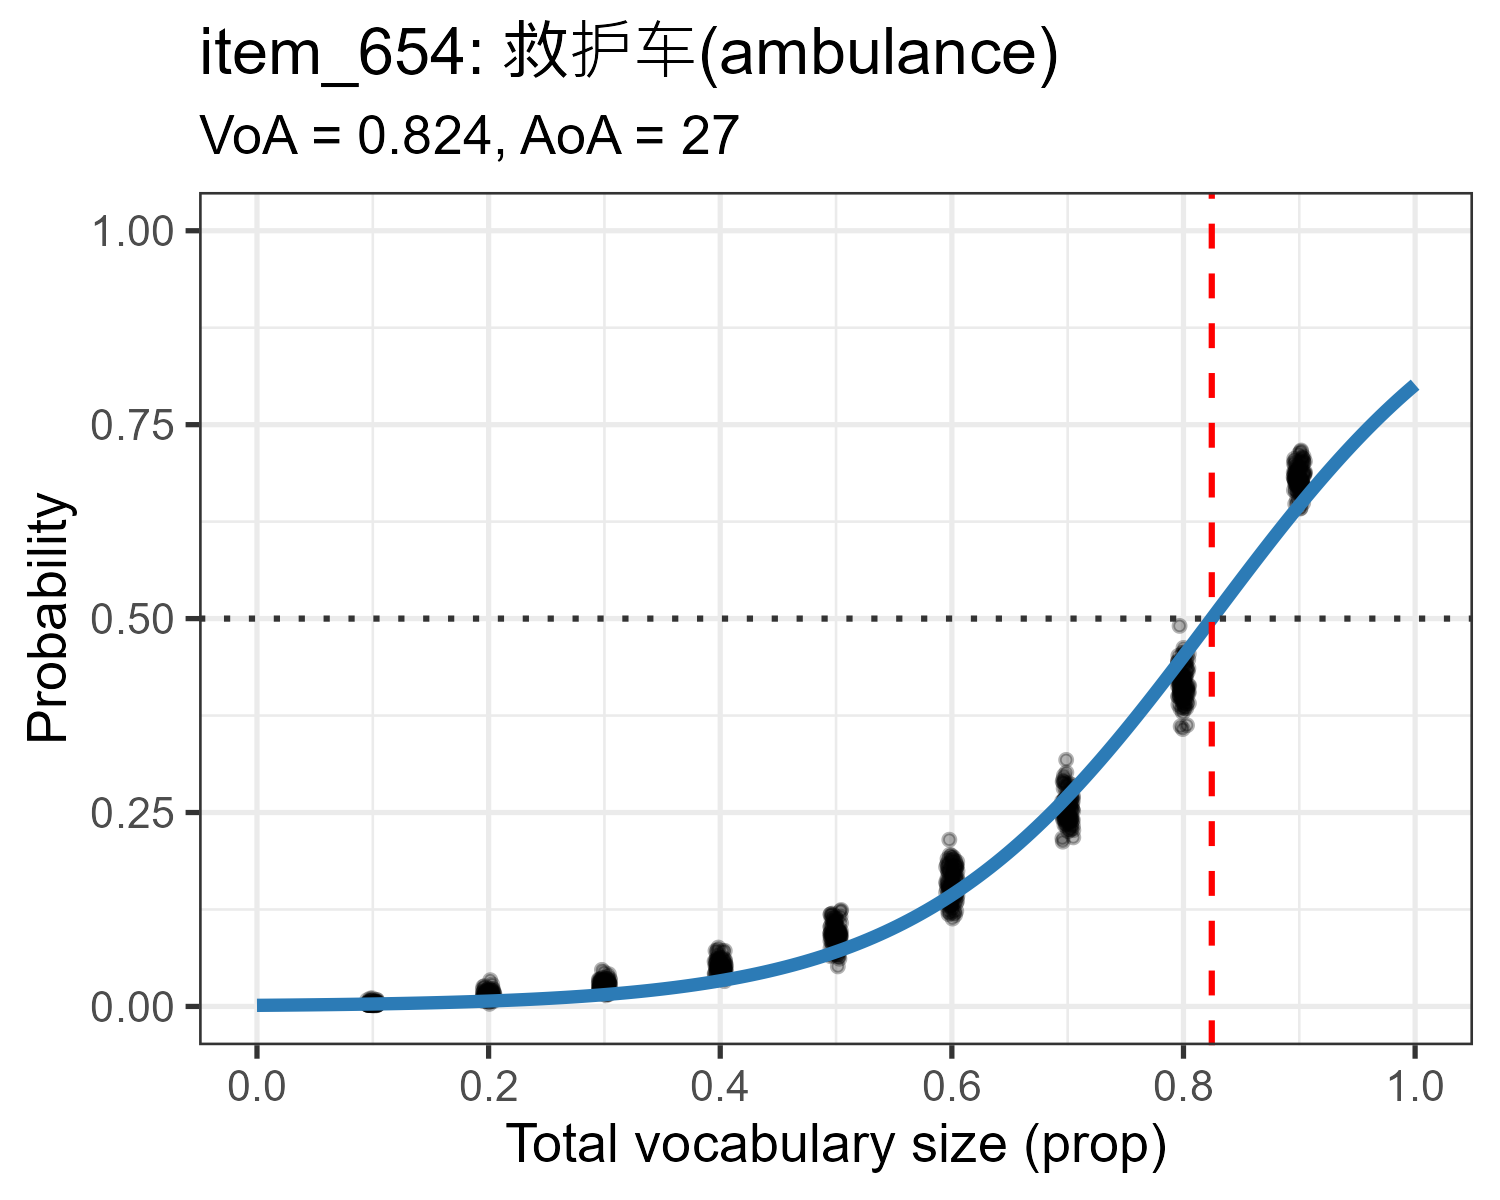 item_654: 救护车(ambulance)
VoA = 0.824, AoA = 27
1.00
0.75
0.50
0.25
0.00
Probability
0.0 0.2 0.4 0.6 0.8 1.0
Total vocabulary size (prop)